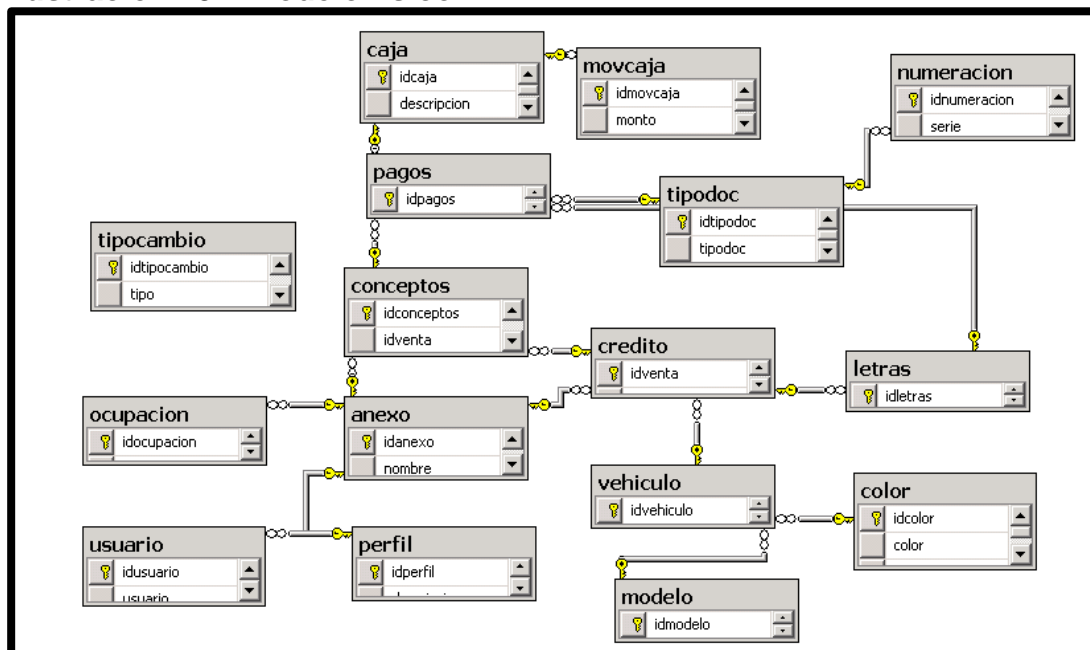 caja
idcaja
descripcion
movcaja
idmovcaja
monto
numeracion
idnumeracion
serie
pagos
idpagos
tipodoc
idtipodoc
tipodoc
tipocambio
idtipocambio
tipo
conceptos
idconceptos
idventa
credito
idventa
letras
idletras
ocupacion
idocupacion
anexo
idanexo
nombre
vehiculo
idvehiculo
color
idcolor
color
usuario
idusuario
usuario
perfil
idperfil
modelo
idmodelo